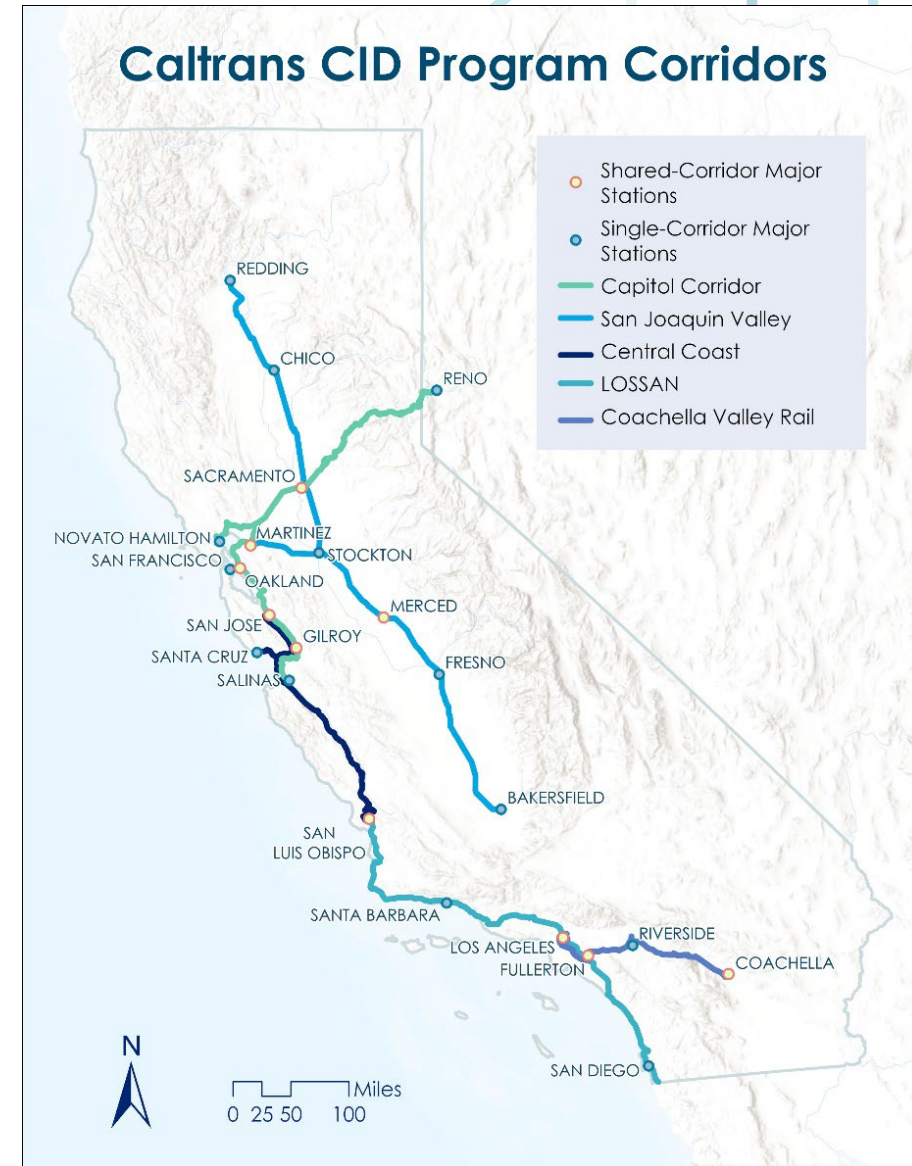 Caltrans CID Program Corridors
Shared-Corridor Major
Stations
Single-Corridor Major
Stations
Capitol Corridor
San Joaquin Valley
Central Coast
LOSSAN
Coachella Valley Rail
REDDING
CHICO
RENO
SACRAMENTO
NOVATO HAMILTON
MARTINEZ
SAN FRANCISCO
STOCKTON
OAKLAND
MERCED
SAN JOSE
GILROY
SANTA CRUZ
FRESNO
SALINAS
BAKERSFIELD
SAN
LUIS OBISPO
SANTA BARBARA
RIVERSIDE
LOS ANGELES
COACHELLA
FULLERTON
SAN DIEGO
N
Miles
0 25 50 100